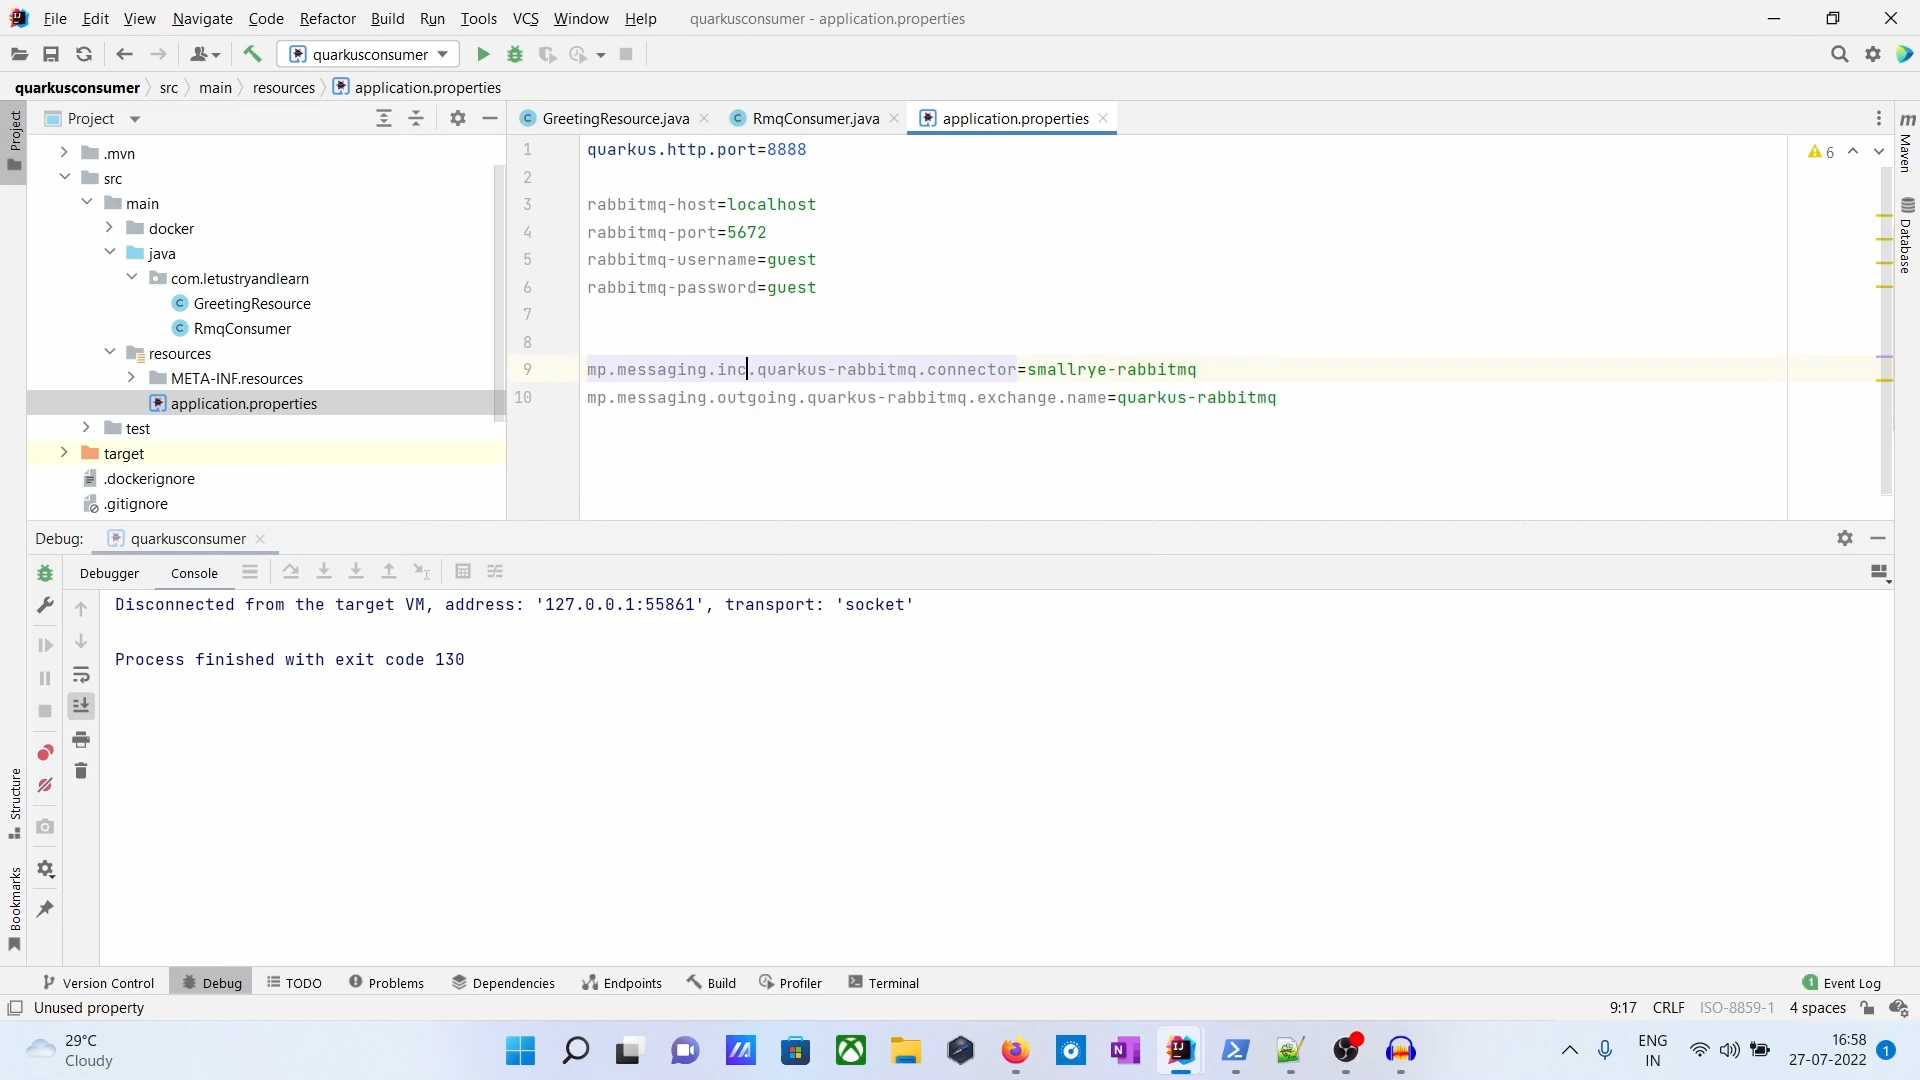 File Edit View Navigate Code Refactor Build Run Tools VCS Window Help quarkusconsumer - application.properties
quarkusconsumer
quarkusconsumer src main resources application.properties
Project
GreetingResource.java RmqConsumer.java application.properties
.mvn
src
main
docker
java
com.letustryandlearn
GreetingResource
RmqConsumer
resources
META-INF.resources
application.properties
test
target
.dockerignore
.gitignore
1 quarkus.http.port=8888
2
3 rabbitmq-host=localhost
4 rabbitmq-port=5672
5 rabbitmq-username=guest
6 rabbitmq-password=guest
7
8
9 mp.messaging.inc.quarkus-rabbitmq.connector=smallrye-rabbitmq
10 mp.messaging.outgoing.quarkus-rabbitmq.exchange.name=quarkus-rabbitmq
6
Project
Structure
Bookmarks
Maven
Database
Debug: quarkusconsumer
Debugger Console
Disconnected from the target VM, address: '127.0.0.1:55861', transport: 'socket'
Process finished with exit code 130
Version Control Debug TODO Problems Dependencies Endpoints Build Profiler Terminal 1 Event Log
Unused property 9:17 CRLF ISO-8859-1 4 spaces
29°C
Cloudy
ENG
IN
16:58
27-07-2022
1